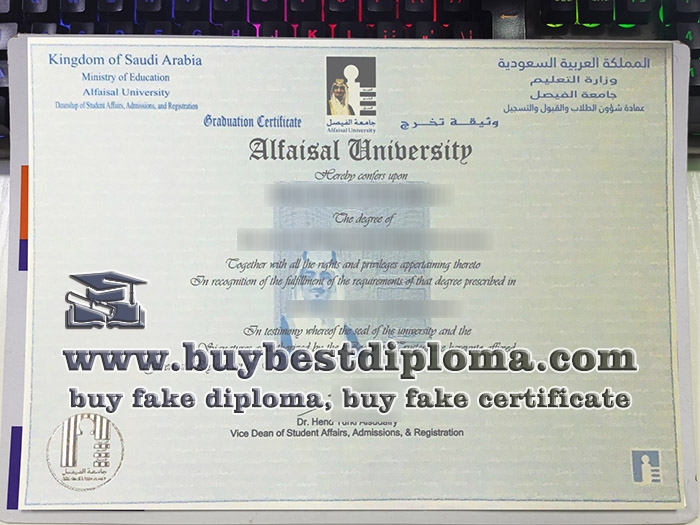 Kingdom of Saudi Arabia
Ministry of Education
Alfaisal University
Deanship of Student Affairs, Admissions, and Registration
المملكة العربية السعودية
وزارة التعليم
جامعة الفيصل
عمادة شؤون الطلاب والقبول والتسجيل
جامعة الفيصل
Alfaisal University
Graduation Certificate
وثيقة تخرج
Alfaisal University
Hereby confers upon
The degree of
Together with all the rights and privileges appertaining thereto
In recognition of the fulfillment of the requirements of that degree prescribed in
In testimony whereof the seal of the university and the
www.buybestdiploma.com
buy fake diploma, buy fake certificate
Dr. Hend
Vice Dean of Student Affairs, Admissions, & Registration
جامعة الفيصل